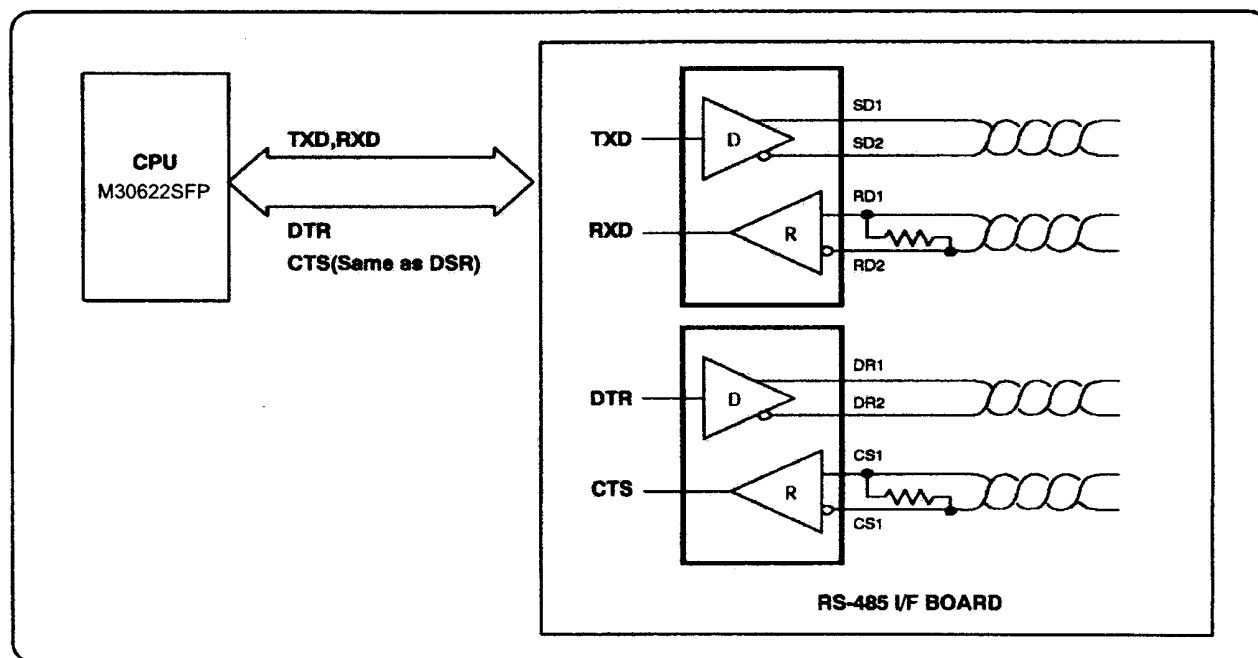 CPU
M30622SFP
TXD,RXD
DTR
CTS(Same as DSR)
TXD
D
SD1
SD2
RXD
R
RD1
RD2
DTR
D
DR1
DR2
CTS
R
CS1
CS1
RS-485 I/F BOARD